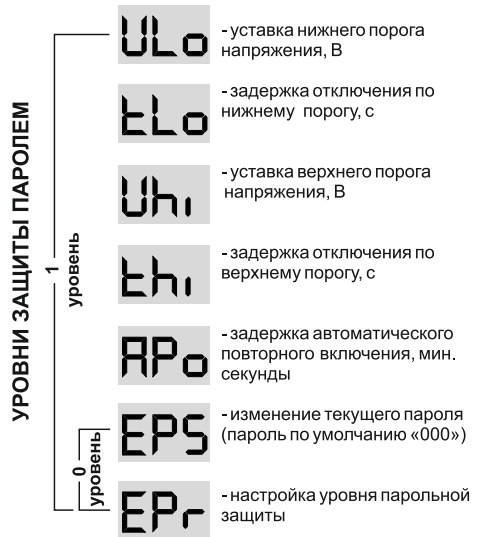 ULo
- уставка нижнего порога
напряжения, В
tLo
- задержка отключения по
нижнему порогу, с
Uhi
- уставка верхнего порога
напряжения, В
thi
- задержка отключения по
верхнему порогу, с
APo
- задержка автоматического
повторного включения, мин.
секунды
EPS
- изменение текущего пароля
(пароль по умолчанию «000»)
EPr
- настройка уровня парольной
защиты
УРОВНИ ЗАЩИТЫ ПАРОЛЕМ
1
уровень
0
уровень